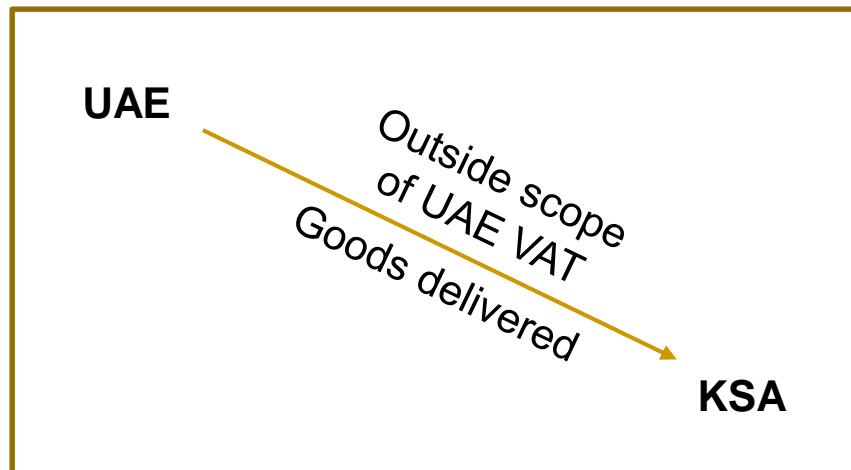 UAE
Outside scope
of UAE VAT
Goods delivered
KSA